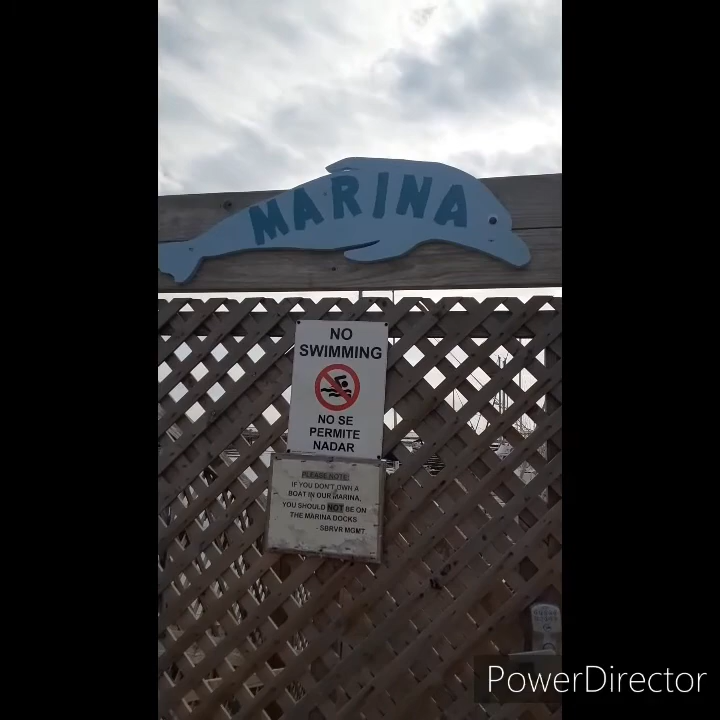 MARINA
NO
SWIMMING
NO SE
PERMITE
NADAR
PLEASE NOTE:
IF YOU DON'T OWN A
BOAT IN OUR MARINA,
YOU SHOULD NOT BE ON
THE MARINA DOCKS
- SBRVR MGMT
PowerDirector